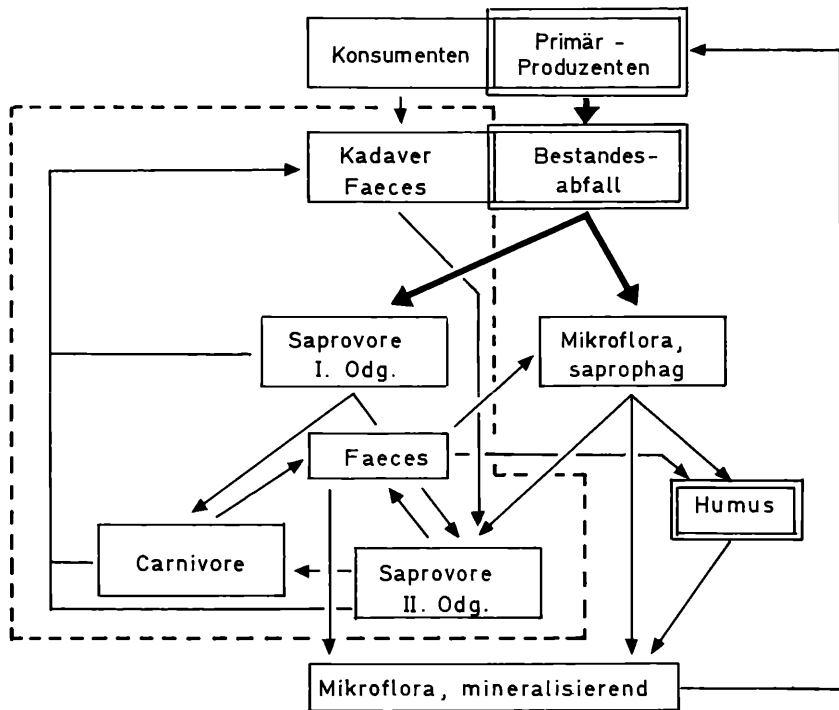 Konsumenten
Primär -
Produzenten
Kadaver
Faeces
Bestandes-
abfall
Saprovore
I. Odg.
Mikroflora,
saprophag
Faeces
Humus
Carnivore
Saprovore
II. Odg.
Mikroflora, mineralisierend